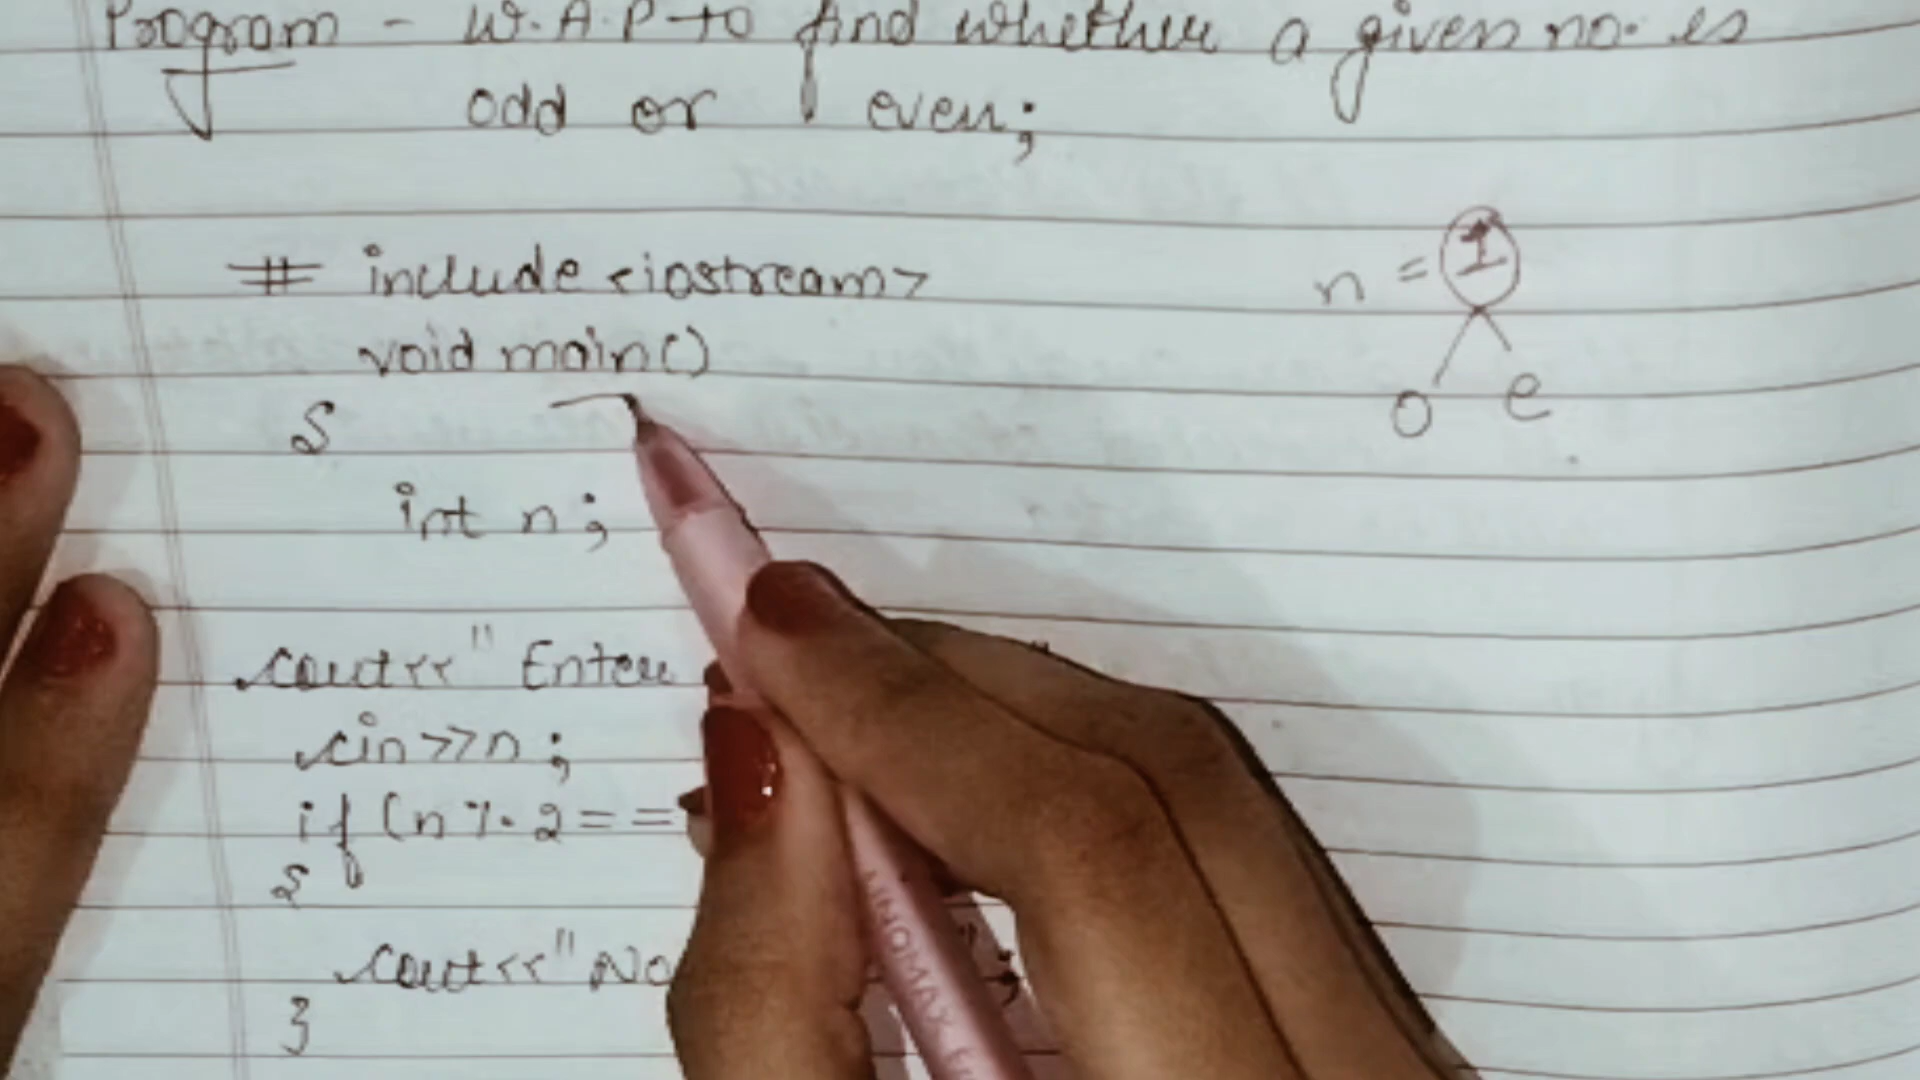 Program - W.A.P to find whether a given no. is
odd or even;
# include <iostream>
n = 1
void main()
{
O e
int n;
cout<<" Enter "
cin>>n;
if (n % 2 ==
{
cout<<" No ";
}